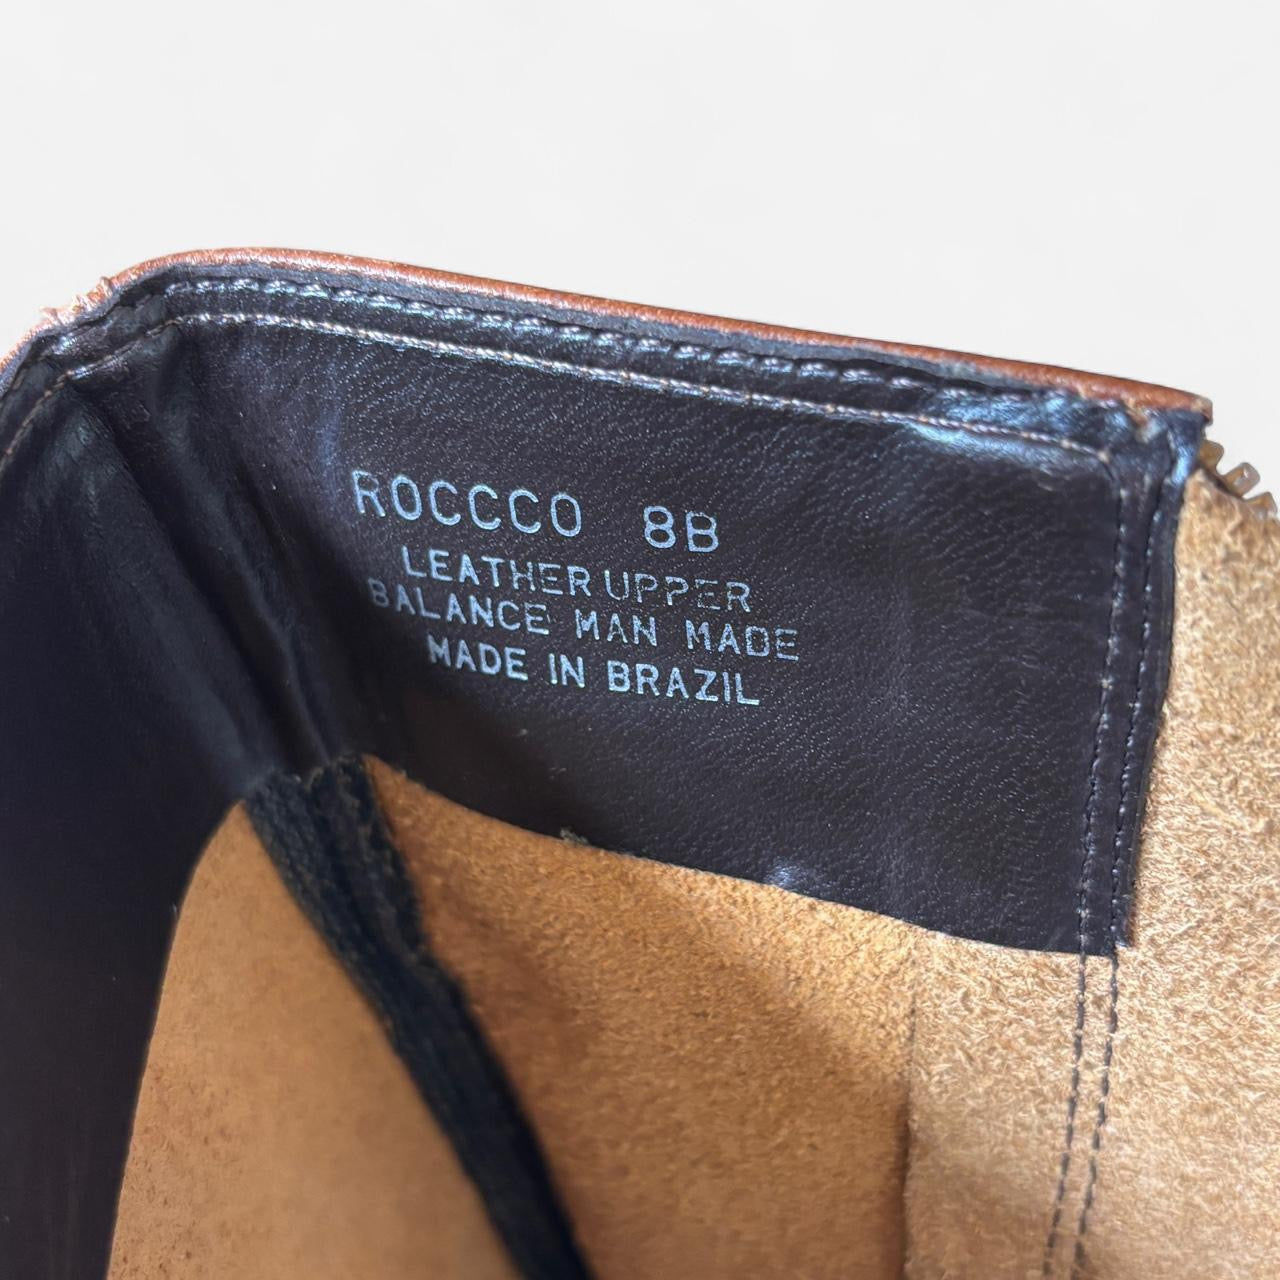 ROCCCO 8B
LEATHER UPPER
BALANCE MAN MADE
MADE IN BRAZIL